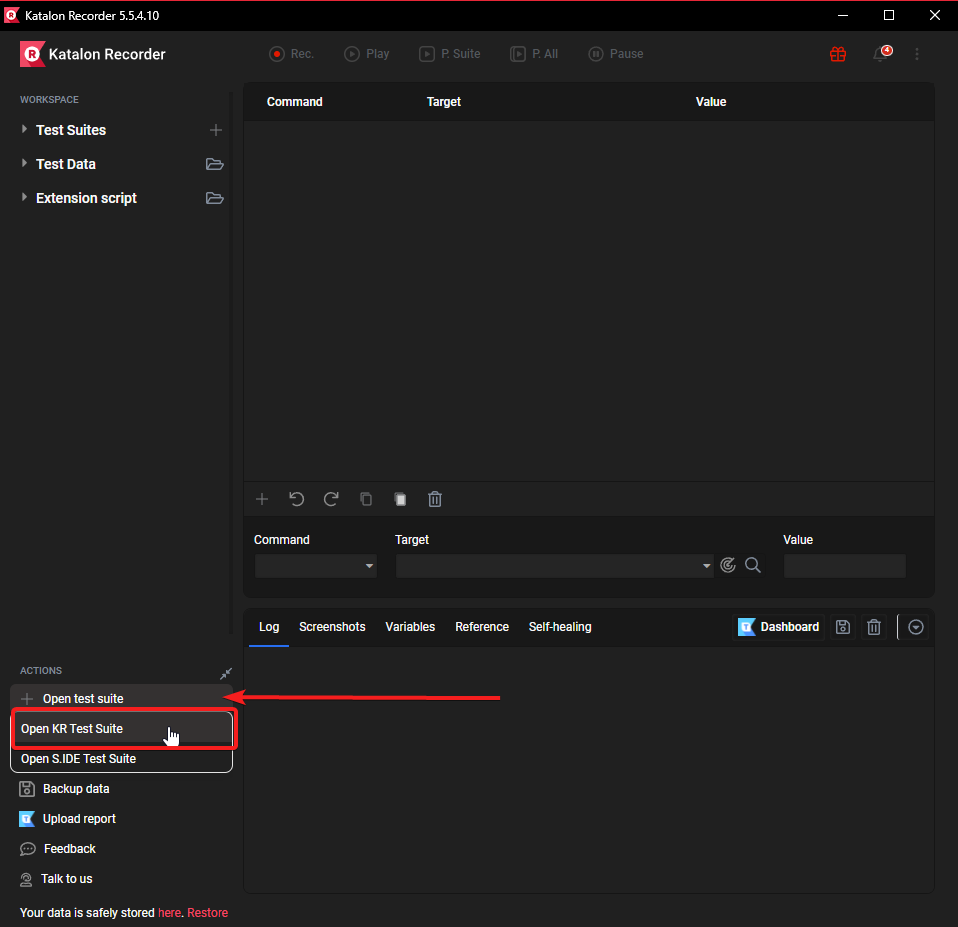 Katalon Recorder 5.5.4.10
Katalon Recorder
Rec.
Play
P. Suite
P. All
Pause
4
WORKSPACE
Test Suites
Test Data
Extension script
Command
Target
Value
Command
Target
Value
Log
Screenshots
Variables
Reference
Self-healing
Dashboard
ACTIONS
Open test suite
Open KR Test Suite
Open S.IDE Test Suite
Backup data
Upload report
Feedback
Talk to us
Your data is safely stored here. Restore